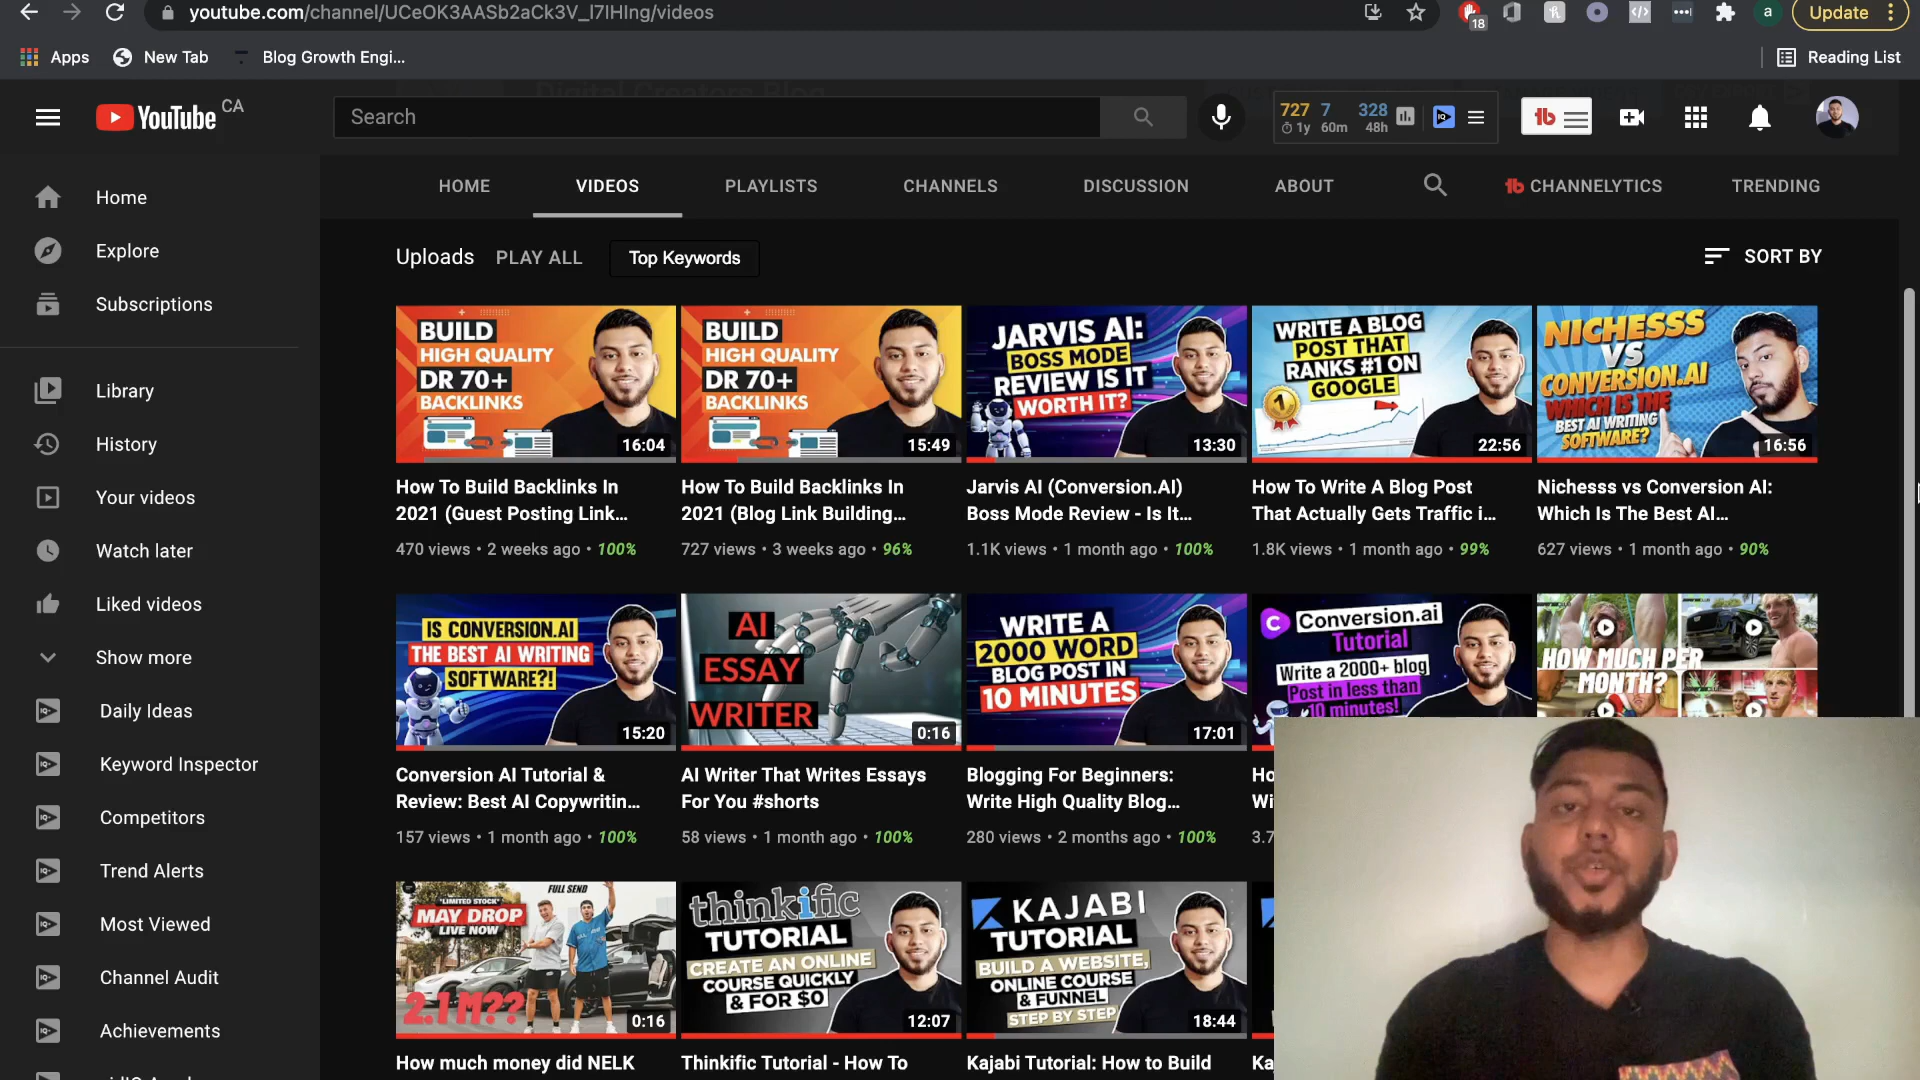 youtube.com/channel/UCeOK3AASb2aCk3V_I7IHIng/videos
18
a
Update
Apps
New Tab
Blog Growth Engi...
Reading List
Digital Creators Blog
YouTube CA
Search
727 7 328
1y 60m 48h
HOME
VIDEOS
PLAYLISTS
CHANNELS
DISCUSSION
ABOUT
CHANNELYTICS
TRENDING
Home
Explore
Subscriptions
Library
History
Your videos
Watch later
Liked videos
Show more
Daily Ideas
Keyword Inspector
Competitors
Trend Alerts
Most Viewed
Channel Audit
Achievements
Uploads
PLAY ALL
Top Keywords
SORT BY
BUILD
HIGH QUALITY
DR 70+
BACKLINKS
16:04
How To Build Backlinks In
2021 (Guest Posting Link...
470 views • 2 weeks ago • 100%
BUILD
HIGH QUALITY
DR 70+
BACKLINKS
15:49
How To Build Backlinks In
2021 (Blog Link Building...
727 views • 3 weeks ago • 96%
JARVIS AI:
BOSS MODE
REVIEW IS IT
WORTH IT?
13:30
Jarvis AI (Conversion.AI)
Boss Mode Review - Is It...
1.1K views • 1 month ago • 100%
WRITE A BLOG
POST THAT
RANKS #1 ON
GOOGLE
1
22:56
How To Write A Blog Post
That Actually Gets Traffic i...
1.8K views • 1 month ago • 99%
NICHESSS
VS
CONVERSION.AI
WHICH IS THE
BEST AI WRITING
SOFTWARE?
16:56
Nichesss vs Conversion AI:
Which Is The Best AI...
627 views • 1 month ago • 90%
IS CONVERSION.AI
THE BEST AI WRITING
SOFTWARE?!
15:20
Conversion AI Tutorial &
Review: Best AI Copywritin...
157 views • 1 month ago • 100%
AI
ESSAY
WRITER
0:16
AI Writer That Writes Essays
For You #shorts
58 views • 1 month ago • 100%
WRITE A
2000 WORD
BLOG POST IN
10 MINUTES
17:01
Blogging For Beginners:
Write High Quality Blog...
280 views • 2 months ago • 100%
C Conversion.ai
Tutorial
Write a 2000+ blog
Post in less than
10 minutes!
Ho
Wi
3.7
HOW MUCH PER
MONTH?
FULL SEND
*LIMITED STOCK*
MAY DROP
LIVE NOW
2.1 M??
0:16
How much money did NELK
thinkific
TUTORIAL
CREATE AN ONLINE
COURSE QUICKLY
& FOR $0
12:07
Thinkific Tutorial - How To
KAJABI
TUTORIAL
BUILD A WEBSITE,
ONLINE COURSE
& FUNNEL
STEP BY STEP
18:44
Kajabi Tutorial: How to Build
Ka